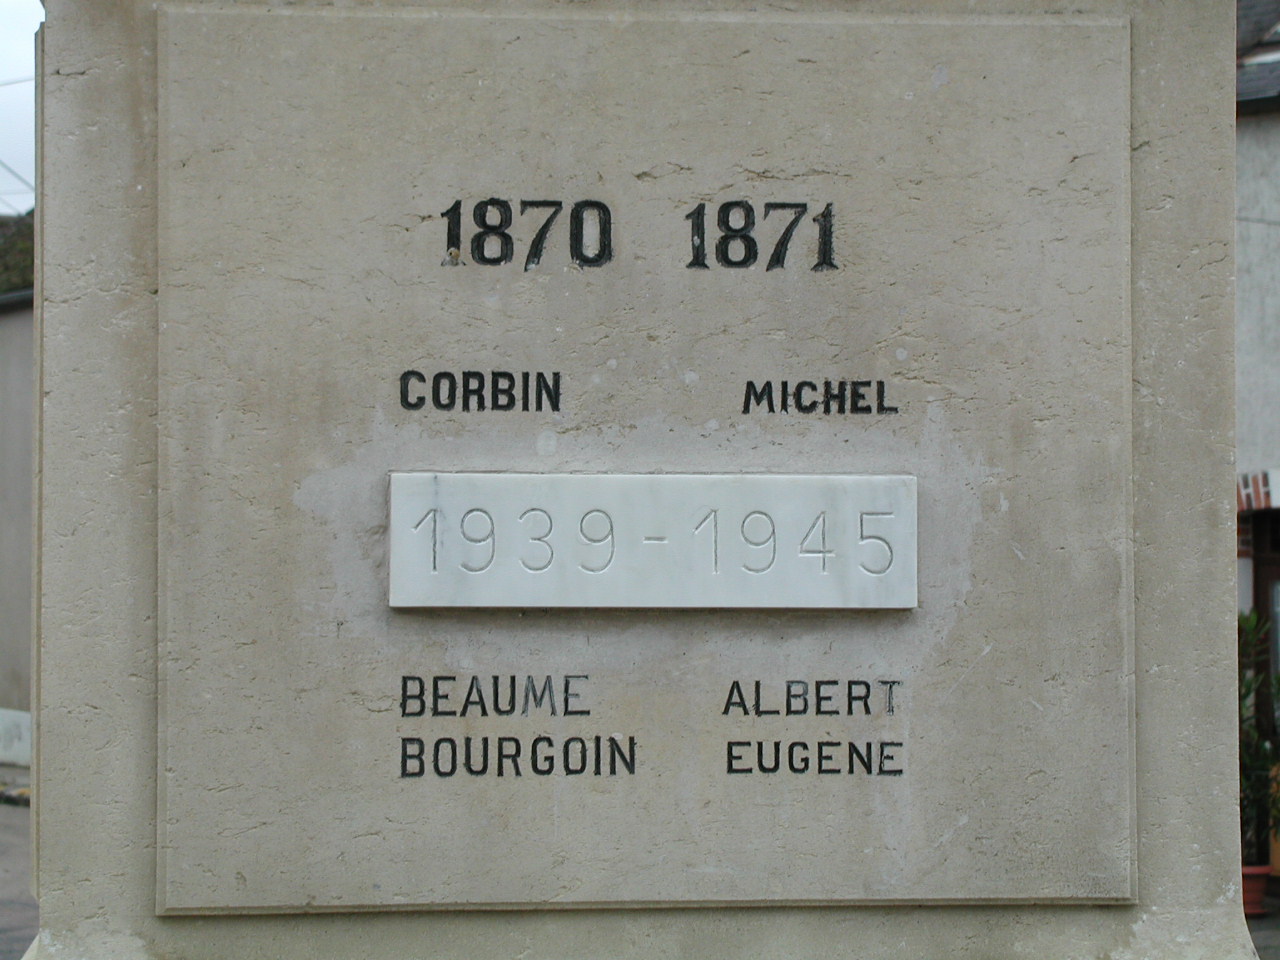 1870 1871
CORBIN MICHEL
1939-1945
BEAUME ALBERT
BOURGOIN EUGENE